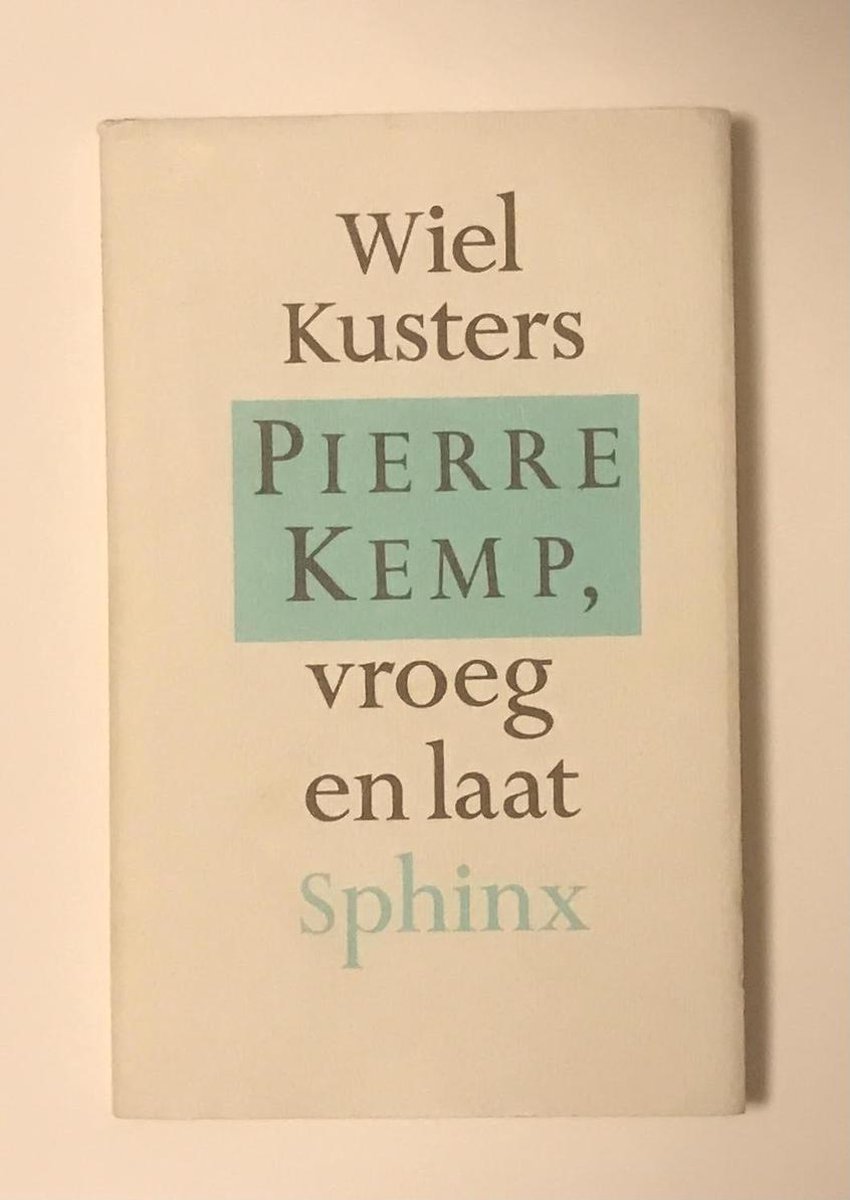 Wiel
Kusters
PIERRE
KEMP,
vroeg
en laat
Sphinx